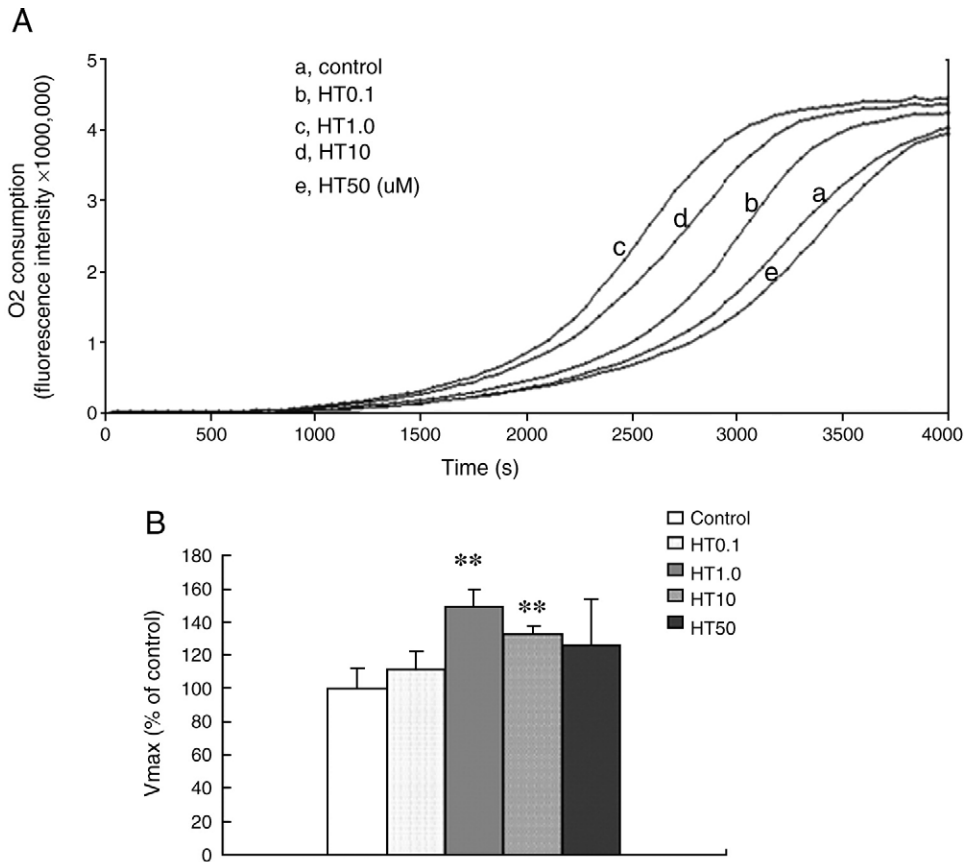 A
O2 consumption
(fluorescence intensity ×1000,000)
5
4
3
2
1
0
a, control
b, HT0.1
c, HT1.0
d, HT10
e, HT50 (uM)
c
d
b
a
e
0 500 1000 1500 2000 2500 3000 3500 4000
Time (s)
B
Vmax (% of control)
180
160
140
120
100
80
60
40
20
0
**
**
Control
HT0.1
HT1.0
HT10
HT50